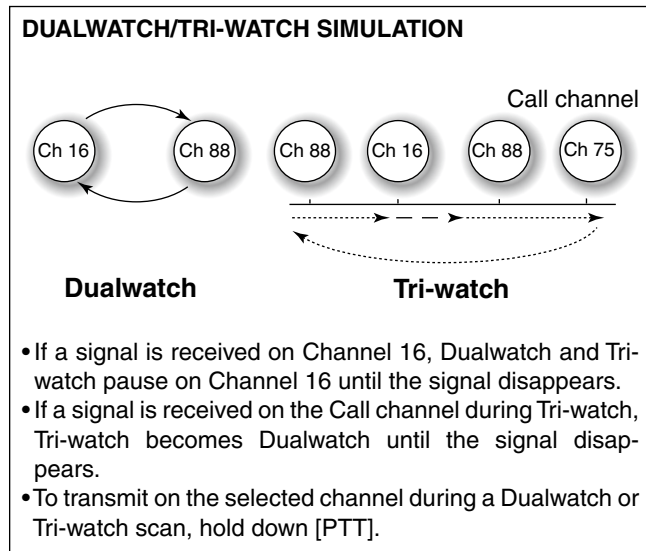 DUALWATCH/TRI-WATCH SIMULATION
Call channel
Ch 16
Ch 88
Ch 88
Ch 16
Ch 88
Ch 75
Dualwatch
Tri-watch
•If a signal is received on Channel 16, Dualwatch and Tri-
watch pause on Channel 16 until the signal disappears.
•If a signal is received on the Call channel during Tri-watch,
Tri-watch becomes Dualwatch until the signal disap-
pears.
•To transmit on the selected channel during a Dualwatch or
Tri-watch scan, hold down [PTT].